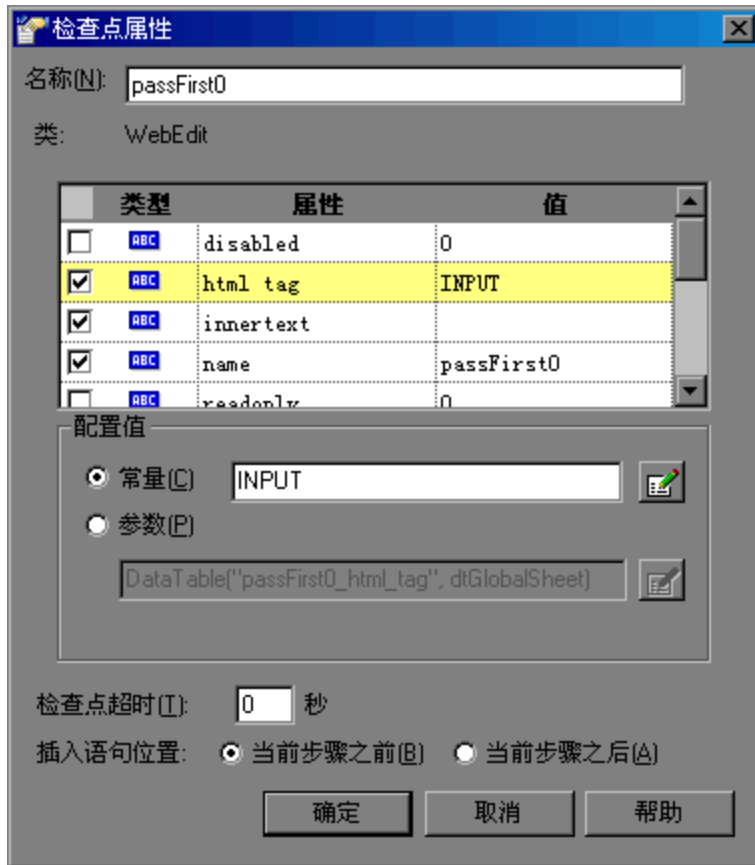 检查点属性
名称(N): passFirst0
类: WebEdit
类型 属性 值
ABC disabled 0
ABC html tag INPUT
ABC innertext
ABC name passFirst0
ABC readonly 0
配置值
常量(C) INPUT
参数(P)
DataTable("passFirst0_html_tag", dtGlobalSheet)
检查点超时(T): 0 秒
插入语句位置: 当前步骤之前(B) 当前步骤之后(A)
确定 取消 帮助